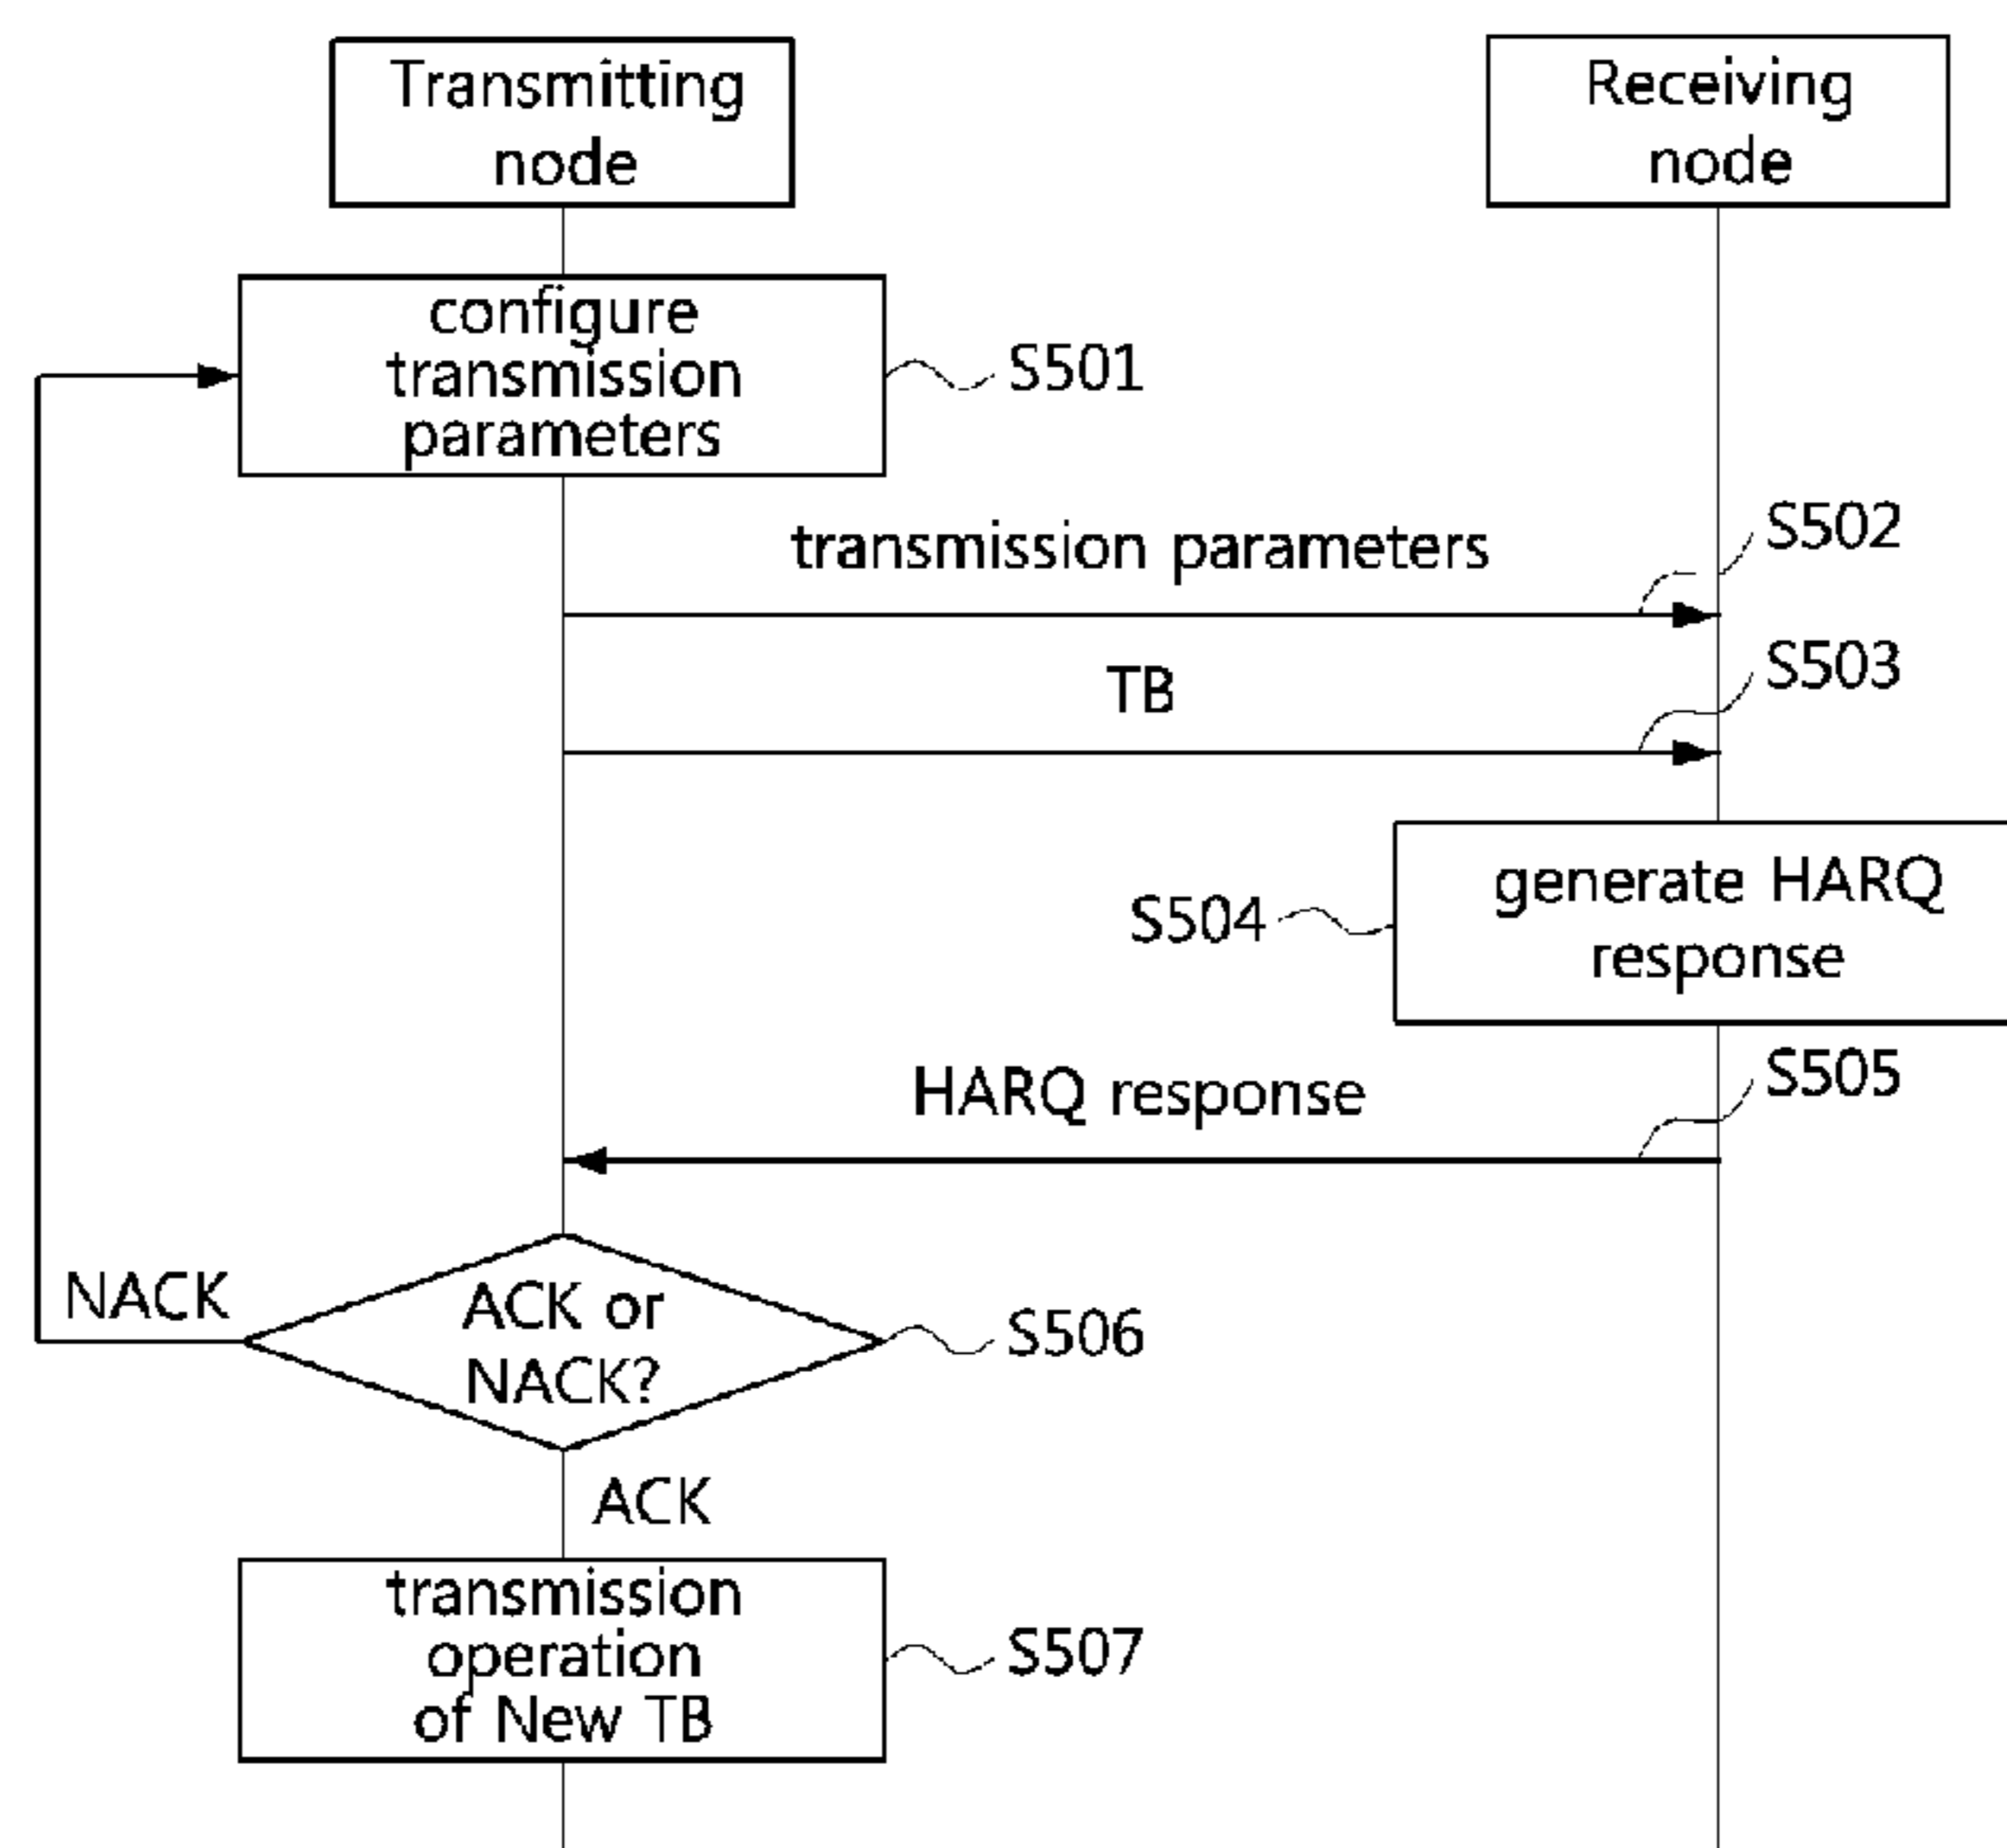 Transmitting
node
Receiving
node
configure
transmission
parameters
S501
transmission parameters
S502
TB
S503
generate HARQ
response
S504
HARQ response
S505
NACK
ACK or
NACK?
S506
ACK
transmission
operation
of New TB
S507